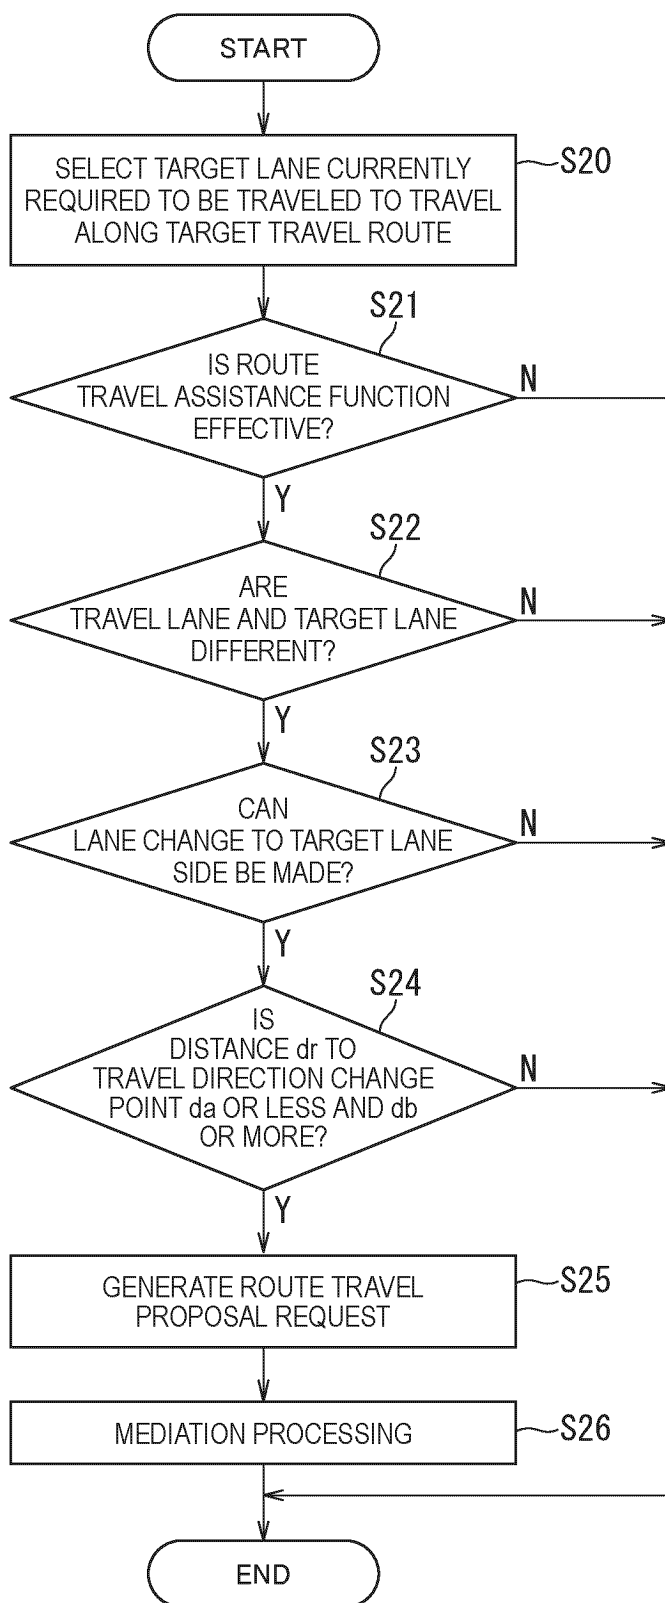 START
SELECT TARGET LANE CURRENTLY
REQUIRED TO BE TRAVELED TO TRAVEL
ALONG TARGET TRAVEL ROUTE
S20
S21
IS ROUTE
TRAVEL ASSISTANCE FUNCTION
EFFECTIVE?
N
Y
S22
ARE
TRAVEL LANE AND TARGET LANE
DIFFERENT?
N
Y
S23
CAN
LANE CHANGE TO TARGET LANE
SIDE BE MADE?
N
Y
S24
IS
DISTANCE dr TO
TRAVEL DIRECTION CHANGE
POINT da OR LESS AND db
OR MORE?
N
Y
GENERATE ROUTE TRAVEL
PROPOSAL REQUEST
S25
MEDIATION PROCESSING
S26
END